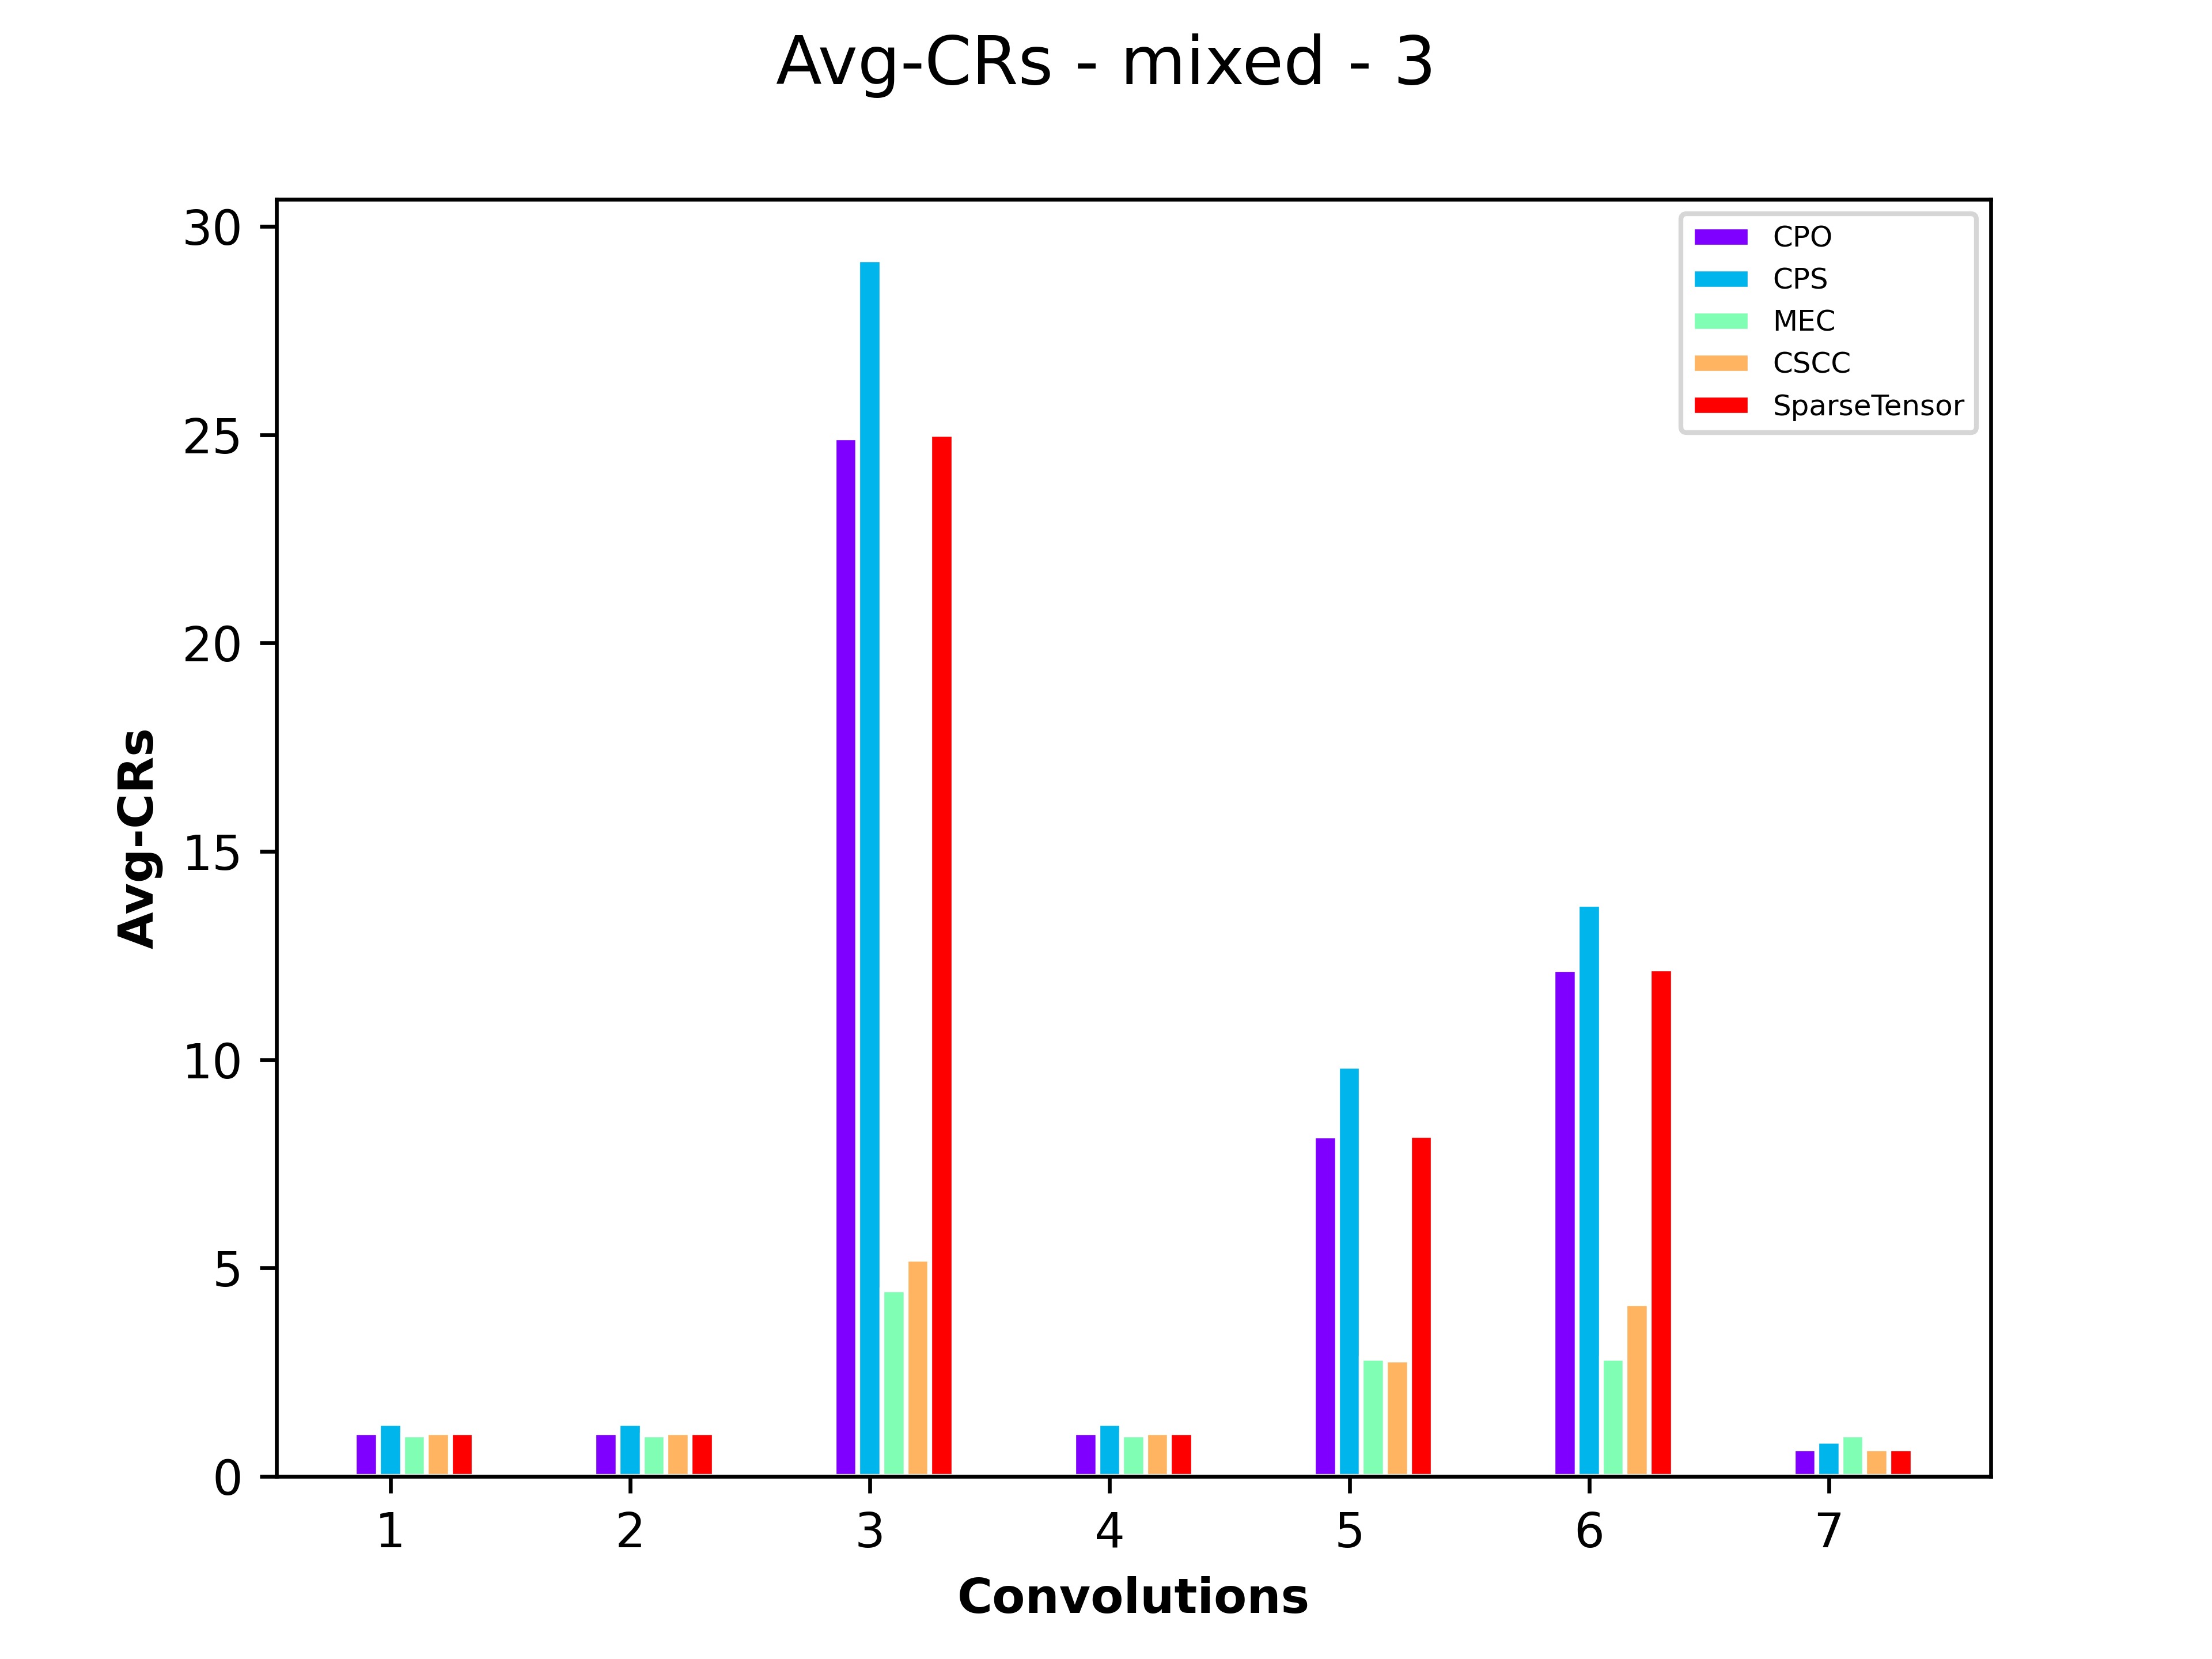 Avg-CRs - mixed - 3
30
25
20
15
10
5
0
Avg-CRs
CPO
CPS
MEC
CSCC
SparseTensor
1 2 3 4 5 6 7
Convolutions